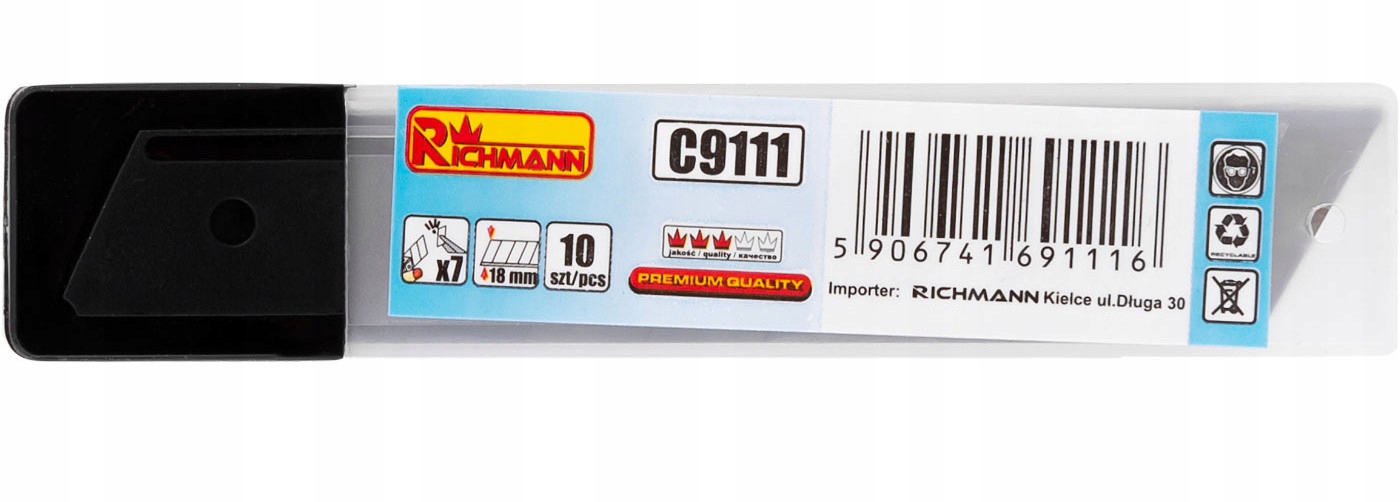 RICHMANN
C9111
x7
18 mm
10
szt/pcs
jakość / quality / качество
PREMIUM QUALITY
5 906741 691116
Importer: RICHMANN Kielce ul.Długa 30
RECYCLABLE